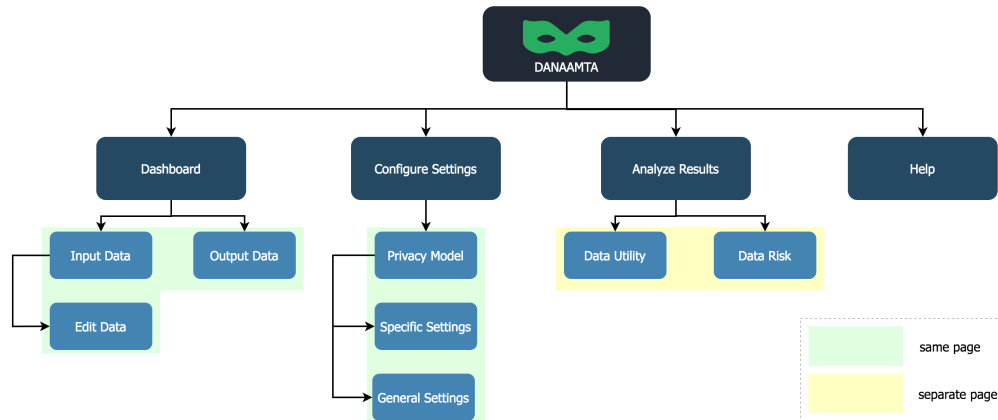 DANAAMTA
Dashboard
Configure Settings
Analyze Results
Help
Input Data
Output Data
Privacy Model
Data Utility
Data Risk
Edit Data
Specific Settings
General Settings
same page
separate page